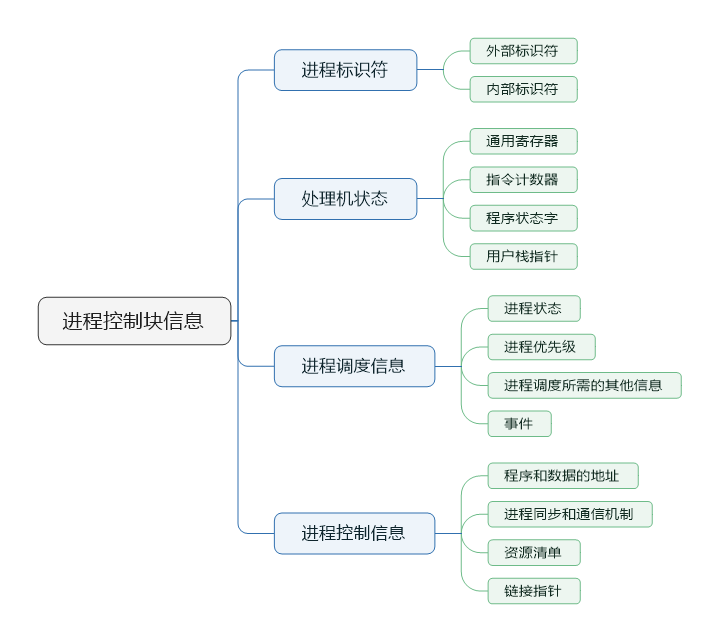 进程控制块信息
进程标识符
外部标识符
内部标识符
处理机状态
通用寄存器
指令计数器
程序状态字
用户栈指针
进程调度信息
进程状态
进程优先级
进程调度所需的其他信息
事件
进程控制信息
程序和数据的地址
进程同步和通信机制
资源清单
链接指针